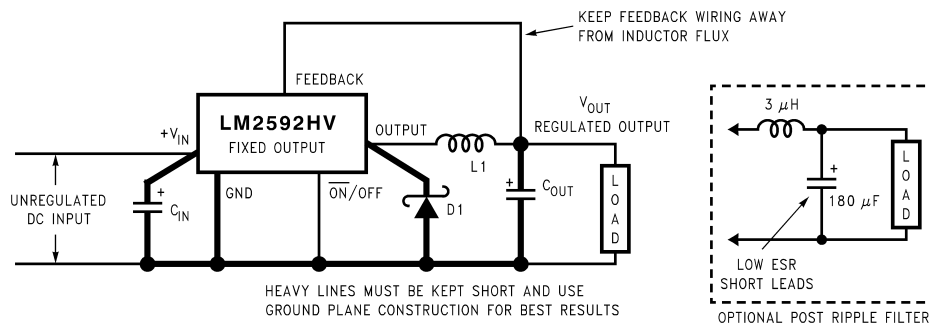 KEEP FEEDBACK WIRING AWAY
FROM INDUCTOR FLUX
FEEDBACK
LM2592HV
FIXED OUTPUT
+VIN
OUTPUT
VOUT
REGULATED OUTPUT
L1
UNREGULATED
DC INPUT
+
CIN
GND
ON/OFF
D1
+
COUT
LOAD
HEAVY LINES MUST BE KEPT SHORT AND USE
GROUND PLANE CONSTRUCTION FOR BEST RESULTS
3 μH
+
180 μF
LOAD
LOW ESR
SHORT LEADS
OPTIONAL POST RIPPLE FILTER